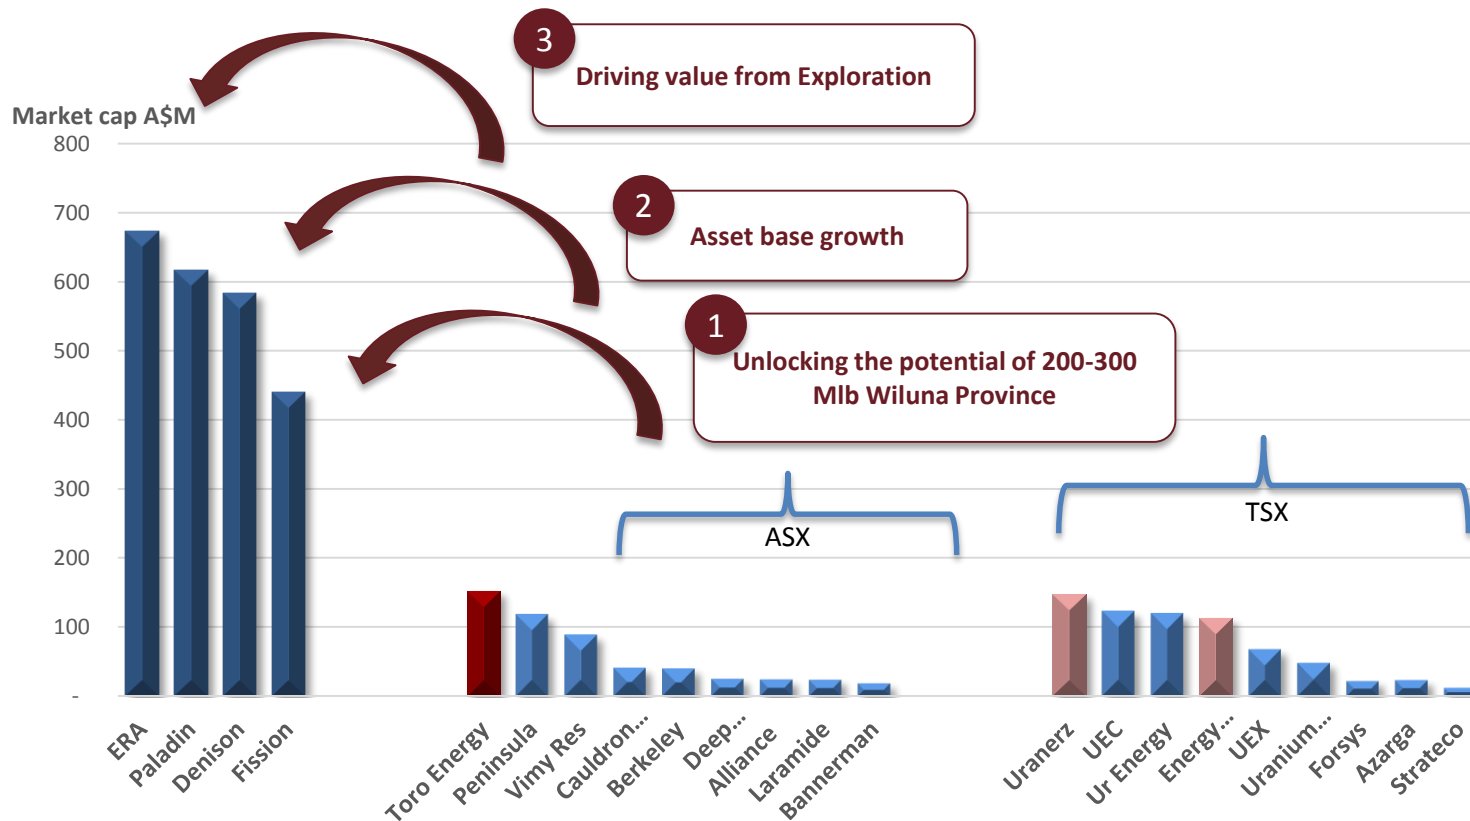 3
Driving value from Exploration
Market cap A$M
800
700
600
500
400
300
200
100
-
2
Asset base growth
1
Unlocking the potential of 200-300
Mlb Wiluna Province
ASX
TSX
ERA
Paladin
Denison
Fission
Toro Energy
Peninsula
Vimy Res
Cauldron...
Berkeley
Deep...
Alliance
Laramide
Bannerman
Uranerz
UEC
Ur Energy
Energy...
UEX
Uranium...
Forsys
Azarga
Strateco